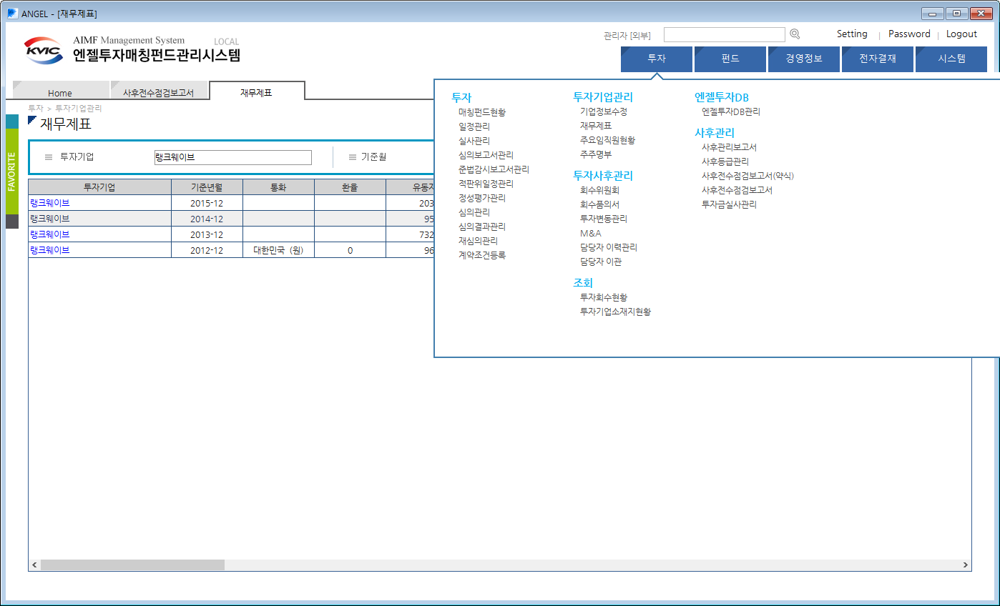 ANGEL - [재무제표]
KVIC
AIMF Management System LOCAL
엔젤투자매칭펀드관리시스템
관리자 [외부]
Setting | Password | Logout
투자 펀드 경영정보 전자결재 시스템
Home 사후전수점검보고서 재무제표
투자 > 투자기업관리
재무제표
FAVORITE
투자기업 랭크웨이브 기준월
투자기업 기준년월 통화 환율 유동자
랭크웨이브 2015-12 203
랭크웨이브 2014-12 95
랭크웨이브 2013-12 732
랭크웨이브 2012-12 대한민국 (원) 0 96
투자
매칭펀드현황
일정관리
실사관리
심의보고서관리
준법감시보고서관리
적판위일정관리
정성평가관리
심의관리
심의결과관리
재심의관리
계약조건등록
투자기업관리
기업정보수정
재무제표
주요임직원현황
주주명부
투자사후관리
회수위원회
회수품의서
투자변동관리
M&A
담당자 이력관리
담당자 이관
조회
투자회수현황
투자기업소재지현황
엔젤투자DB
엔젤투자DB관리
사후관리
사후관리보고서
사후등급관리
사후전수점검보고서(약식)
사후전수점검보고서
투자금실사관리